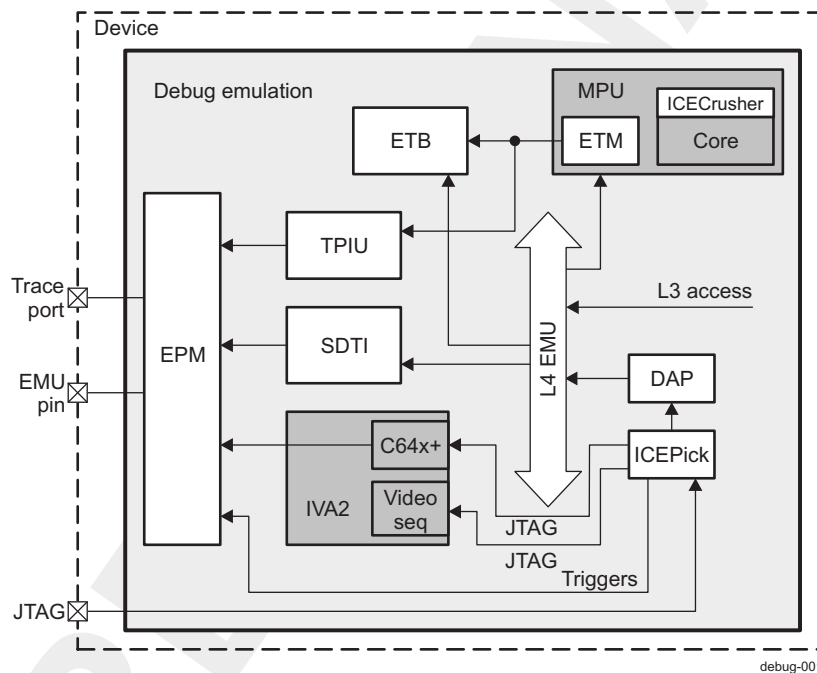 Device
Debug emulation
MPU
ICECrusher
ETB
ETM
Core
TPIU
Trace
port
L3 access
SDTI
EPM
L4 EMU
EMU
pin
DAP
C64x+
ICEPick
IVA2
Video
seq
JTAG
JTAG
Triggers
JTAG
debug-001